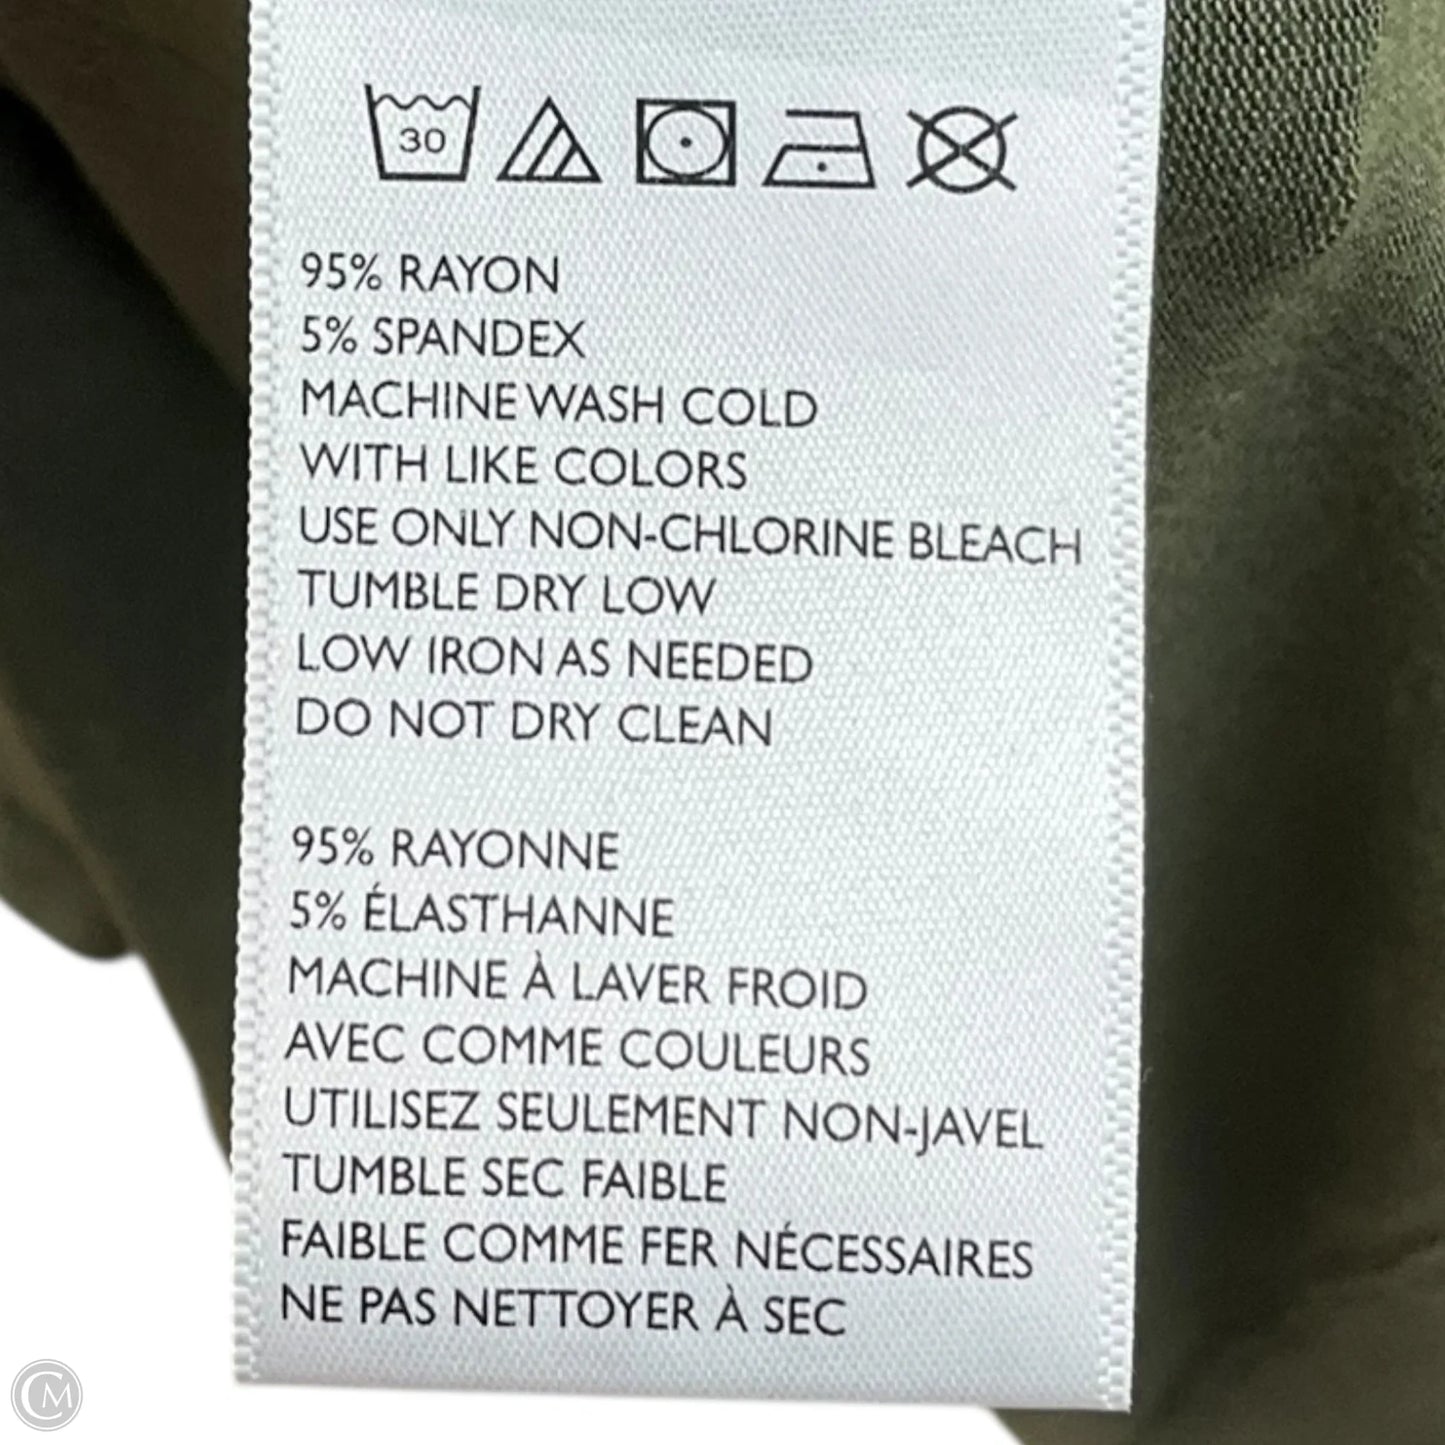 30
95% RAYON
5% SPANDEX
MACHINE WASH COLD
WITH LIKE COLORS
USE ONLY NON-CHLORINE BLEACH
TUMBLE DRY LOW
LOW IRON AS NEEDED
DO NOT DRY CLEAN
95% RAYONNE
5% ÉLASTHANNE
MACHINE À LAVER FROID
AVEC COMME COULEURS
UTILISEZ SEULEMENT NON-JAVEL
TUMBLE SEC FAIBLE
FAIBLE COMME FER NÉCESSAIRES
NE PAS NETTOYER À SEC
CM